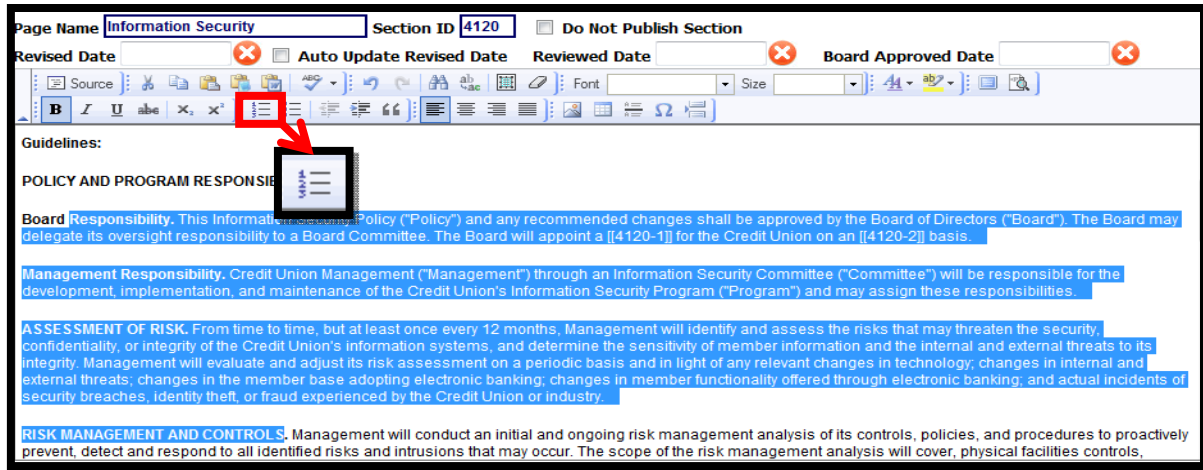 Page Name Information Security Section ID 4120 Do Not Publish Section
Revised Date Auto Update Revised Date Reviewed Date Board Approved Date
Source ABC Font Size
B I U abc X₂ X²
Guidelines:
POLICY AND PROGRAM
Board Responsibility. This Information Security Policy ("Policy") and any recommended changes shall be approved by the Board of Directors ("Board"). The Board may
delegate its oversight responsibility to a Board Committee. The Board will appoint a [[4120-1]] for the Credit Union on an [[4120-2]] basis.
Management Responsibility. Credit Union Management ("Management") through an Information Security Committee ("Committee") will be responsible for the
development, implementation, and maintenance of the Credit Union's Information Security Program ("Program") and may assign these responsibilities.
ASSESSMENT OF RISK. From time to time, but at least once every 12 months, Management will identify and assess the risks that may threaten the security,
confidentiality, or integrity of the Credit Union's information systems, and determine the sensitivity of member information and the internal and external threats to its
integrity. Management will evaluate and adjust its risk assessment on a periodic basis and in light of any relevant changes in technology; changes in internal and
external threats; changes in the member base adopting electronic banking; changes in member functionality offered through electronic banking; and actual incidents of
security breaches, identity theft, or fraud experienced by the Credit Union or industry.
RISK MANAGEMENT AND CONTROLS. Management will conduct an initial and ongoing risk management analysis of its controls, policies, and procedures to proactively
prevent, detect and respond to all identified risks and intrusions that may occur. The scope of the risk management analysis will cover, physical facilities controls,